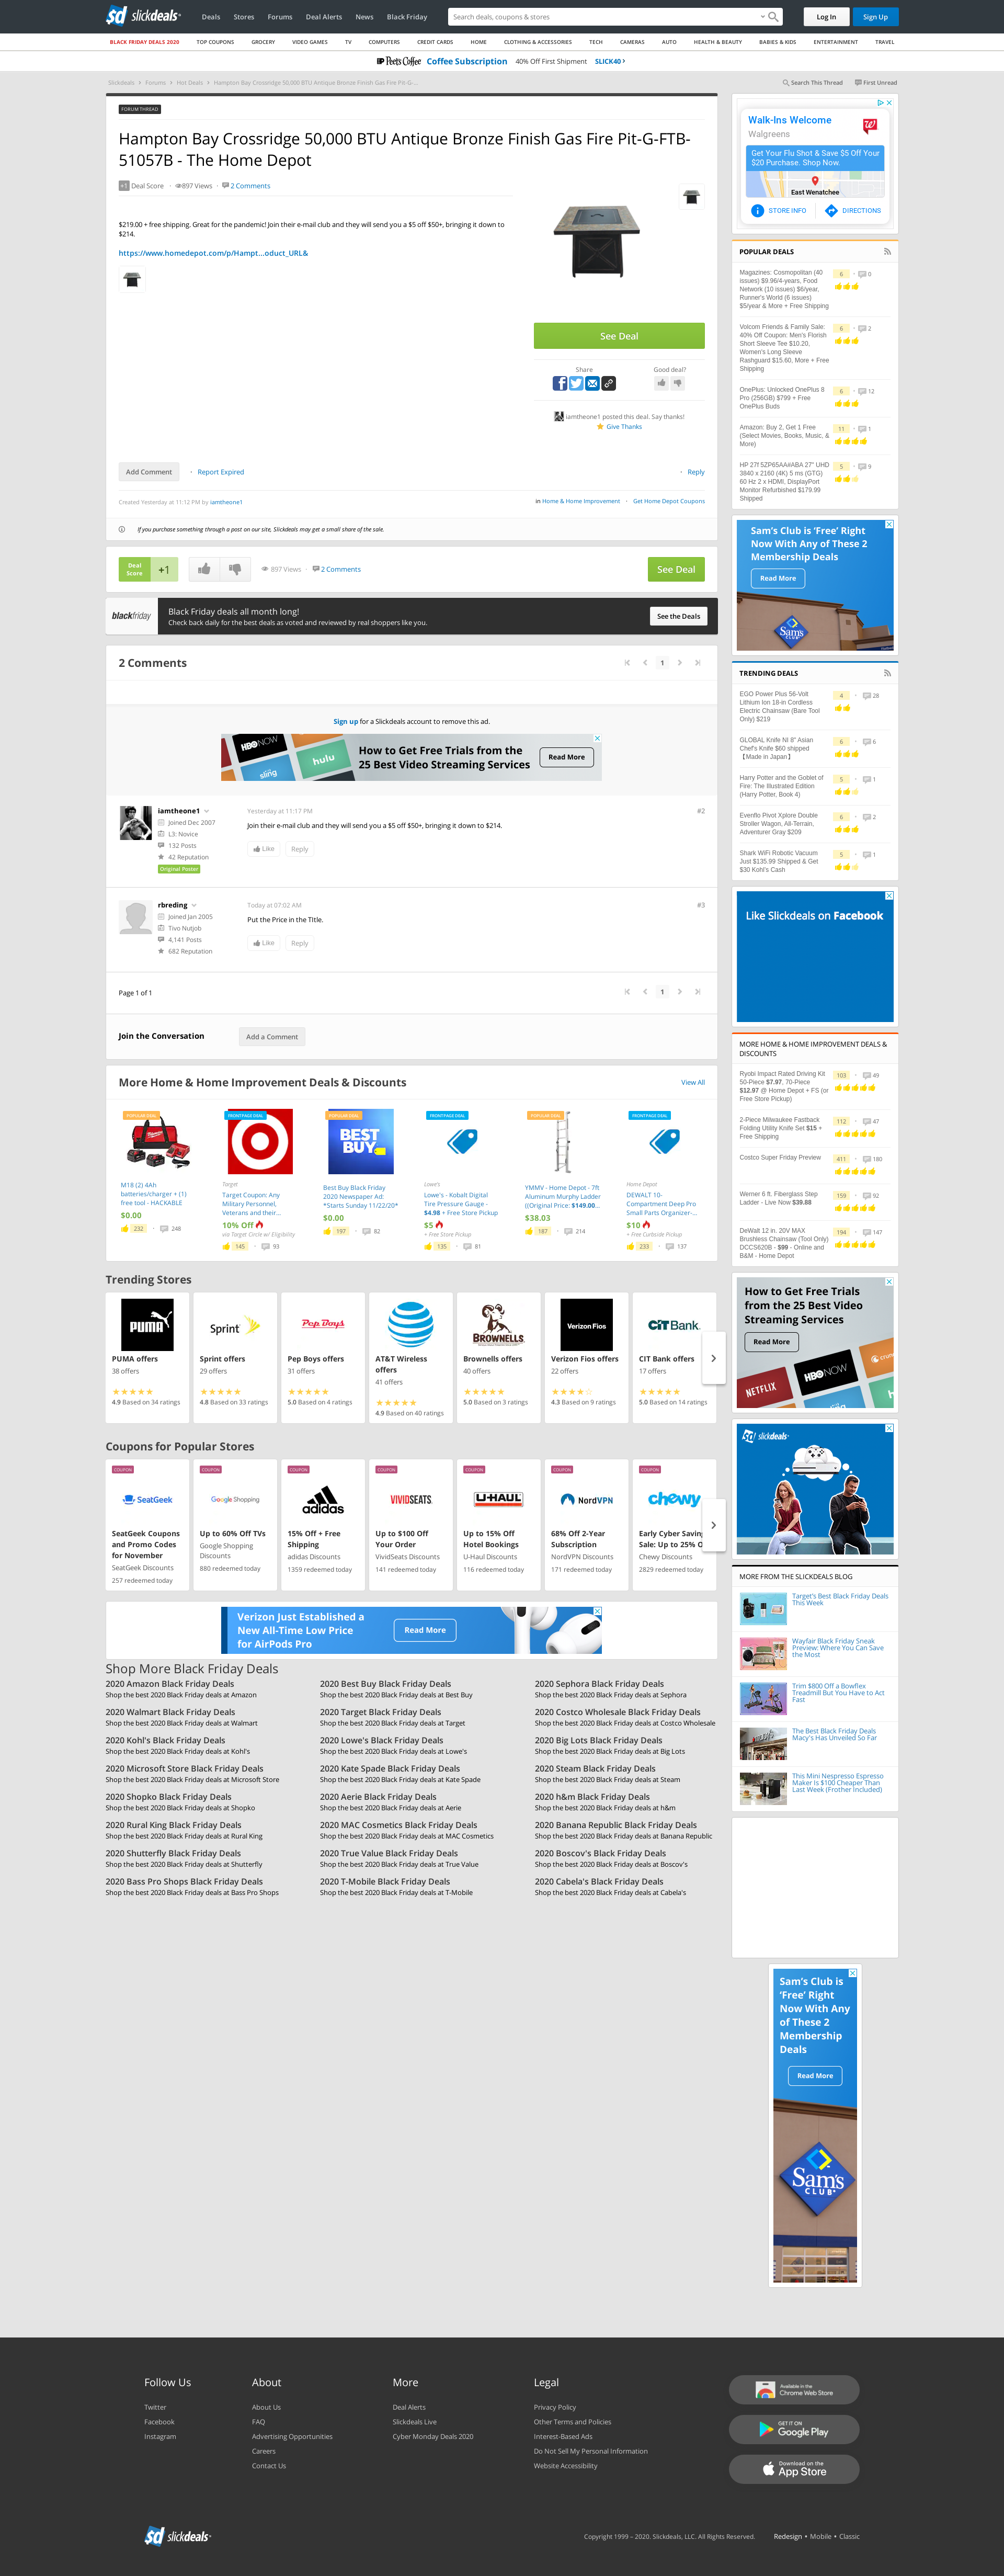 slickdeals
Deals
Stores
Forums
Deal Alerts
News
Black Friday
Search deals, coupons & stores
Log In
Sign Up
BLACK FRIDAY DEALS 2020
TOP COUPONS
GROCERY
VIDEO GAMES
TV
COMPUTERS
CREDIT CARDS
HOME
CLOTHING & ACCESSORIES
TECH
CAMERAS
AUTO
HEALTH & BEAUTY
BABIES & KIDS
ENTERTAINMENT
TRAVEL
Peet's Coffee
Coffee Subscription
40% Off First Shipment
SLICK40
Slickdeals
Forums
Hot Deals
Hampton Bay Crossridge 50,000 BTU Antique Bronze Finish Gas Fire Pit-G-...
Search This Thread
First Unread
FORUM THREAD
Hampton Bay Crossridge 50,000 BTU Antique Bronze Finish Gas Fire Pit-G-FTB-
51057B - The Home Depot
+1 Deal Score
897 Views
2 Comments
$219.00 + free shipping. Great for the pandemic! Join their e-mail club and they will send you a $5 off $50+, bringing it down to
$214.
https://www.homedepot.com/p/Hampt...oduct_URL&
See Deal
Share
Good deal?
iamtheone1 posted this deal. Say thanks!
Give Thanks
Add Comment
Report Expired
Reply
Created Yesterday at 11:12 PM by iamtheone1
in Home & Home Improvement
Get Home Depot Coupons
If you purchase something through a post on our site, Slickdeals may get a small share of the sale.
Deal
Score
+1
897 Views
2 Comments
See Deal
blackfriday
Black Friday deals all month long!
Check back daily for the best deals as voted and reviewed by real shoppers like you.
See the Deals
2 Comments
1
Sign up for a Slickdeals account to remove this ad.
HBO NOW
hulu
sling
How to Get Free Trials from the
25 Best Video Streaming Services
Read More
iamtheone1
Joined Dec 2007
L3: Novice
132 Posts
42 Reputation
Original Poster
Yesterday at 11:17 PM
#2
Join their e-mail club and they will send you a $5 off $50+, bringing it down to $214.
Like
Reply
rbreding
Joined Jan 2005
Tivo Nutjob
4,141 Posts
682 Reputation
Today at 07:02 AM
#3
Put the Price in the TItle.
Like
Reply
Page 1 of 1
1
Join the Conversation
Add a Comment
More Home & Home Improvement Deals & Discounts
View All
POPULAR DEAL
M18 (2) 4Ah
batteries/charger + (1)
free tool - HACKABLE
$0.00
232
248
FRONTPAGE DEAL
Target
Target Coupon: Any
Military Personnel,
Veterans and their...
10% Off
via Target Circle w/ Eligibility
145
93
POPULAR DEAL
BEST
BUY
Best Buy Black Friday
2020 Newspaper Ad:
*Starts Sunday 11/22/20*
$0.00
197
82
FRONTPAGE DEAL
Lowe's
Lowe's - Kobalt Digital
Tire Pressure Gauge -
$4.98 + Free Store Pickup
$5
+ Free Store Pickup
135
81
POPULAR DEAL
YMMV - Home Depot - 7ft
Aluminum Murphy Ladder
((Original Price: $149.00...
$38.03
187
214
FRONTPAGE DEAL
Home Depot
DEWALT 10-
Compartment Deep Pro
Small Parts Organizer-...
$10
+ Free Curbside Pickup
233
137
Trending Stores
PUMA
PUMA offers
38 offers
4.9 Based on 34 ratings
Sprint
Sprint offers
29 offers
4.8 Based on 33 ratings
Pep Boys
Pep Boys offers
31 offers
5.0 Based on 4 ratings
AT&T Wireless
offers
41 offers
4.9 Based on 40 ratings
BROWNELLS
Brownells offers
40 offers
5.0 Based on 3 ratings
Verizon Fios
Verizon Fios offers
22 offers
4.3 Based on 9 ratings
CIT Bank
CIT Bank offers
17 offers
5.0 Based on 14 ratings
Coupons for Popular Stores
COUPON
SeatGeek
SeatGeek Coupons
and Promo Codes
for November
SeatGeek Discounts
257 redeemed today
COUPON
Google Shopping
Up to 60% Off TVs
Google Shopping
Discounts
880 redeemed today
COUPON
adidas
15% Off + Free
Shipping
adidas Discounts
1359 redeemed today
COUPON
VIVIDSEATS
Up to $100 Off
Your Order
VividSeats Discounts
141 redeemed today
COUPON
U-HAUL
Up to 15% Off
Hotel Bookings
U-Haul Discounts
116 redeemed today
COUPON
NordVPN
68% Off 2-Year
Subscription
NordVPN Discounts
171 redeemed today
COUPON
chewy
Early Cyber Saving
Sale: Up to 25% O
Chewy Discounts
2829 redeemed today
Verizon Just Established a
New All-Time Low Price
for AirPods Pro
Read More
Shop More Black Friday Deals
2020 Amazon Black Friday Deals
Shop the best 2020 Black Friday deals at Amazon
2020 Best Buy Black Friday Deals
Shop the best 2020 Black Friday deals at Best Buy
2020 Sephora Black Friday Deals
Shop the best 2020 Black Friday deals at Sephora
2020 Walmart Black Friday Deals
Shop the best 2020 Black Friday deals at Walmart
2020 Target Black Friday Deals
Shop the best 2020 Black Friday deals at Target
2020 Costco Wholesale Black Friday Deals
Shop the best 2020 Black Friday deals at Costco Wholesale
2020 Kohl's Black Friday Deals
Shop the best 2020 Black Friday deals at Kohl's
2020 Lowe's Black Friday Deals
Shop the best 2020 Black Friday deals at Lowe's
2020 Big Lots Black Friday Deals
Shop the best 2020 Black Friday deals at Big Lots
2020 Microsoft Store Black Friday Deals
Shop the best 2020 Black Friday deals at Microsoft Store
2020 Kate Spade Black Friday Deals
Shop the best 2020 Black Friday deals at Kate Spade
2020 Steam Black Friday Deals
Shop the best 2020 Black Friday deals at Steam
2020 Shopko Black Friday Deals
Shop the best 2020 Black Friday deals at Shopko
2020 Aerie Black Friday Deals
Shop the best 2020 Black Friday deals at Aerie
2020 h&m Black Friday Deals
Shop the best 2020 Black Friday deals at h&m
2020 Rural King Black Friday Deals
Shop the best 2020 Black Friday deals at Rural King
2020 MAC Cosmetics Black Friday Deals
Shop the best 2020 Black Friday deals at MAC Cosmetics
2020 Banana Republic Black Friday Deals
Shop the best 2020 Black Friday deals at Banana Republic
2020 Shutterfly Black Friday Deals
Shop the best 2020 Black Friday deals at Shutterfly
2020 True Value Black Friday Deals
Shop the best 2020 Black Friday deals at True Value
2020 Boscov's Black Friday Deals
Shop the best 2020 Black Friday deals at Boscov's
2020 Bass Pro Shops Black Friday Deals
Shop the best 2020 Black Friday deals at Bass Pro Shops
2020 T-Mobile Black Friday Deals
Shop the best 2020 Black Friday deals at T-Mobile
2020 Cabela's Black Friday Deals
Shop the best 2020 Black Friday deals at Cabela's
Walk-Ins Welcome
Walgreens
Get Your Flu Shot & Save $5 Off Your
$20 Purchase. Shop Now.
East Wenatchee
STORE INFO
DIRECTIONS
POPULAR DEALS
Magazines: Cosmopolitan (40
issues) $9.96/4-years, Food
Network (10 issues) $6/year,
Runner's World (6 issues)
$5/year & More + Free Shipping
6
0
Volcom Friends & Family Sale:
40% Off Coupon: Men's Florish
Short Sleeve Tee $10.20,
Women's Long Sleeve
Rashguard $15.60, More + Free
Shipping
6
2
OnePlus: Unlocked OnePlus 8
Pro (256GB) $799 + Free
OnePlus Buds
6
12
Amazon: Buy 2, Get 1 Free
(Select Movies, Books, Music, &
More)
11
1
HP 27f 5ZP65AA#ABA 27" UHD
3840 x 2160 (4K) 5 ms (GTG)
60 Hz 2 x HDMI, DisplayPort
Monitor Refurbished $179.99
Shipped
5
9
Sam's Club is 'Free' Right
Now With Any of These 2
Membership Deals
Read More
Sam's
CLUB
TRENDING DEALS
EGO Power Plus 56-Volt
Lithium Ion 18-in Cordless
Electric Chainsaw (Bare Tool
Only) $219
4
28
GLOBAL Knife NI 8" Asian
Chef's Knife $60 shipped
【Made in Japan】
6
6
Harry Potter and the Goblet of
Fire: The Illustrated Edition
(Harry Potter, Book 4)
5
1
Evenflo Pivot Xplore Double
Stroller Wagon, All-Terrain,
Adventurer Gray $209
6
2
Shark WiFi Robotic Vacuum
Just $135.99 Shipped & Get
$30 Kohl's Cash
5
1
Like Slickdeals on Facebook
MORE HOME & HOME IMPROVEMENT DEALS &
DISCOUNTS
Ryobi Impact Rated Driving Kit
50-Piece $7.97, 70-Piece
$12.97 @ Home Depot + FS (or
Free Store Pickup)
103
49
2-Piece Milwaukee Fastback
Folding Utility Knife Set $15 +
Free Shipping
112
47
Costco Super Friday Preview
411
180
Werner 6 ft. Fiberglass Step
Ladder - Live Now $39.88
159
92
DeWalt 12 in. 20V MAX
Brushless Chainsaw (Tool Only)
DCCS620B - $99 - Online and
B&M - Home Depot
194
147
How to Get Free Trials
from the 25 Best Video
Streaming Services
Read More
NETFLIX
HBO NOW
slickdeals
MORE FROM THE SLICKDEALS BLOG
Target's Best Black Friday Deals
This Week
Wayfair Black Friday Sneak
Preview: Where You Can Save
the Most
Trim $800 Off a Bowflex
Treadmill But You Have to Act
Fast
The Best Black Friday Deals
Macy's Has Unveiled So Far
This Mini Nespresso Espresso
Maker Is $100 Cheaper Than
Last Week (Frother Included)
Sam's Club is
'Free' Right
Now With Any
of These 2
Membership
Deals
Read More
Sam's
CLUB
Follow Us
Twitter
Facebook
Instagram
About
About Us
FAQ
Advertising Opportunities
Careers
Contact Us
More
Deal Alerts
Slickdeals Live
Cyber Monday Deals 2020
Legal
Privacy Policy
Other Terms and Policies
Interest-Based Ads
Do Not Sell My Personal Information
Website Accessibility
Available in the
Chrome Web Store
GET IT ON
Google Play
Download on the
App Store
slickdeals
Copyright 1999 – 2020. Slickdeals, LLC. All Rights Reserved.
Redesign • Mobile • Classic